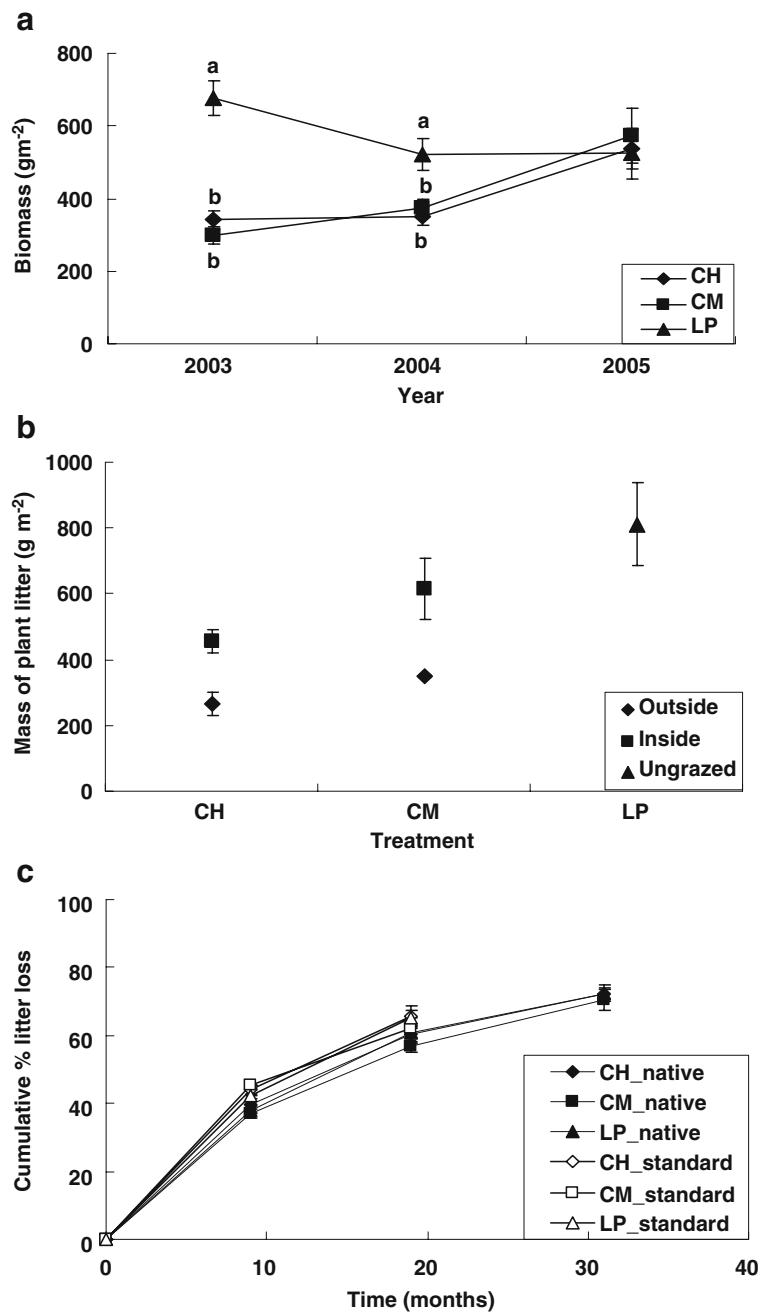 a
800
600
400
200
0
Biomass (gm-2)
a
a
b
b
b
b
CH
CM
LP
2003
2004
2005
Year
b
1000
800
600
400
200
0
Mass of plant litter (g m-2)
Outside
Inside
Ungrazed
CH
CM
LP
Treatment
c
100
80
60
40
20
0
Cumulative % litter loss
CH_native
CM_native
LP_native
CH_standard
CM_standard
LP_standard
0
10
20
30
40
Time (months)